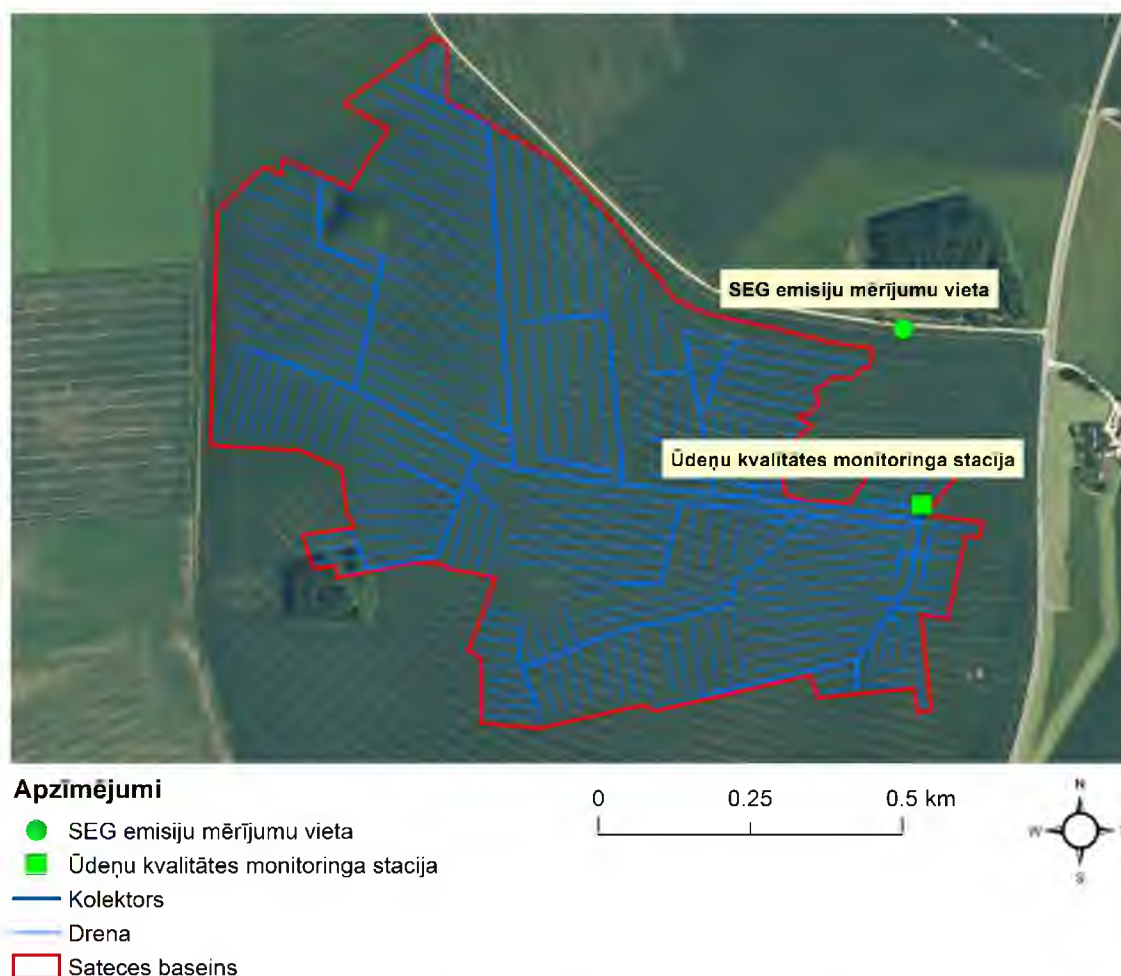 SEG emisiju mērījumu vieta
Ūdeņu kvalitātes monitoringa stacija
Apzīmējumi
SEG emisiju mērījumu vieta
Ūdeņu kvalitātes monitoringa stacija
Kolektors
Drena
Sateces baseins
0 0.25 0.5 km
N
W
S